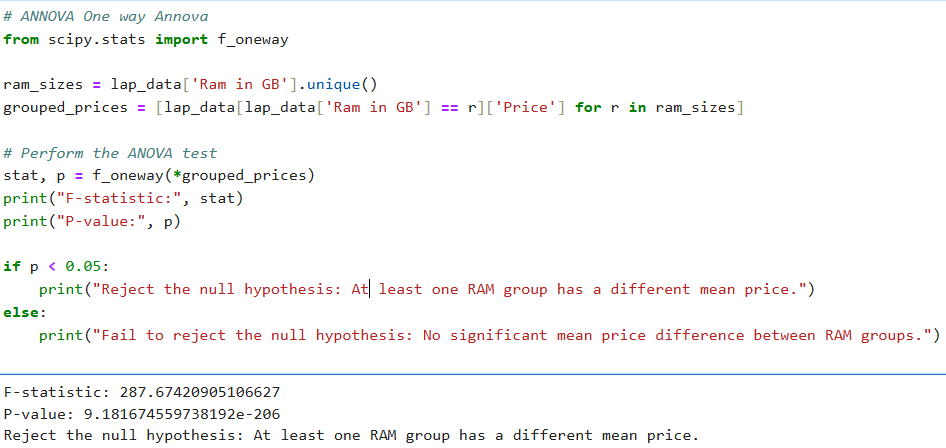 # ANNOVA One way Annova
from scipy.stats import f_oneway
ram_sizes = lap_data['Ram in GB'].unique()
grouped_prices = [lap_data[lap_data['Ram in GB'] == r]['Price'] for r in ram_sizes]
# Perform the ANOVA test
stat, p = f_oneway(*grouped_prices)
print("F-statistic:", stat)
print("P-value:", p)
if p < 0.05:
    print("Reject the null hypothesis: At least one RAM group has a different mean price.")
else:
    print("Fail to reject the null hypothesis: No significant mean price difference between RAM groups.")
F-statistic: 287.67420905106627
P-value: 9.181674559738192e-206
Reject the null hypothesis: At least one RAM group has a different mean price.